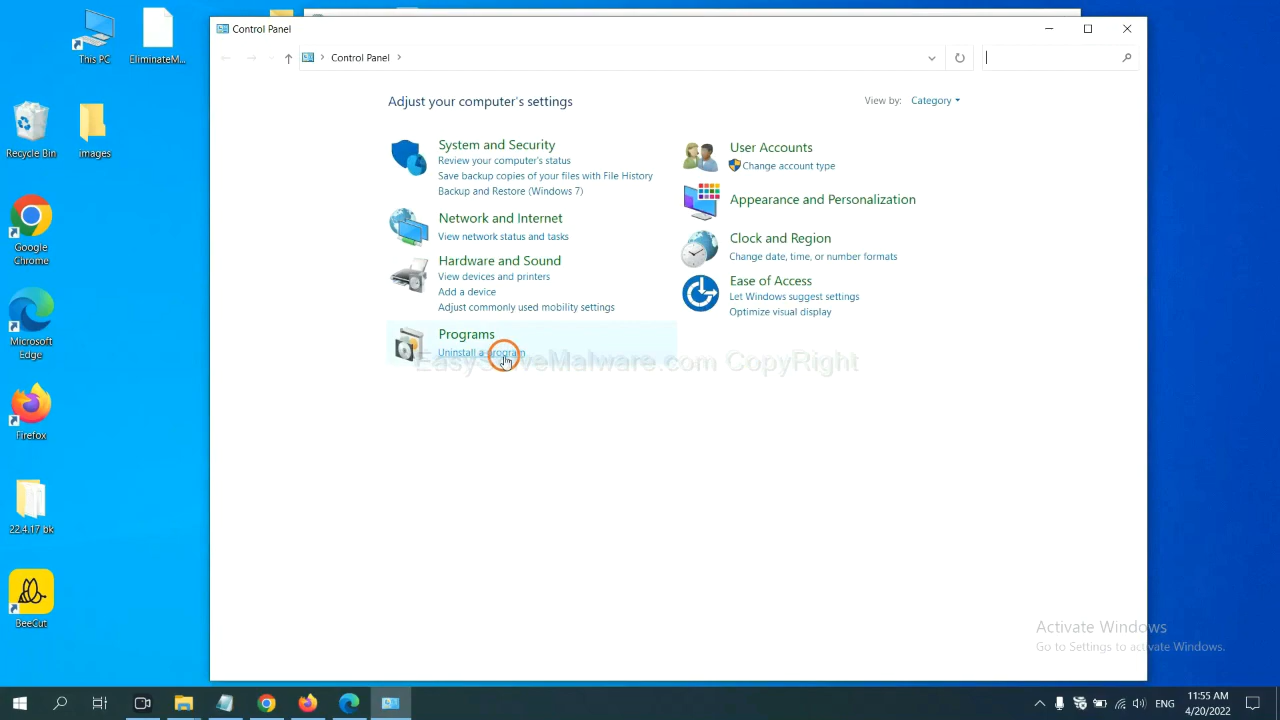 Control Panel
Control Panel
Adjust your computer's settings
View by: Category
System and Security
Review your computer's status
Save backup copies of your files with File History
Backup and Restore (Windows 7)
Network and Internet
View network status and tasks
Hardware and Sound
View devices and printers
Add a device
Adjust commonly used mobility settings
Programs
Uninstall a program
User Accounts
Change account type
Appearance and Personalization
Clock and Region
Change date, time, or number formats
Ease of Access
Let Windows suggest settings
Optimize visual display
EasySolveMalware.com CopyRight
This PC
EliminateM...
Recycle Bin
images
Google
Chrome
Microsoft
Edge
Firefox
22.4.17 bk
BeeCut
Activate Windows
Go to Settings to activate Windows.
ENG
11:55 AM
4/20/2022